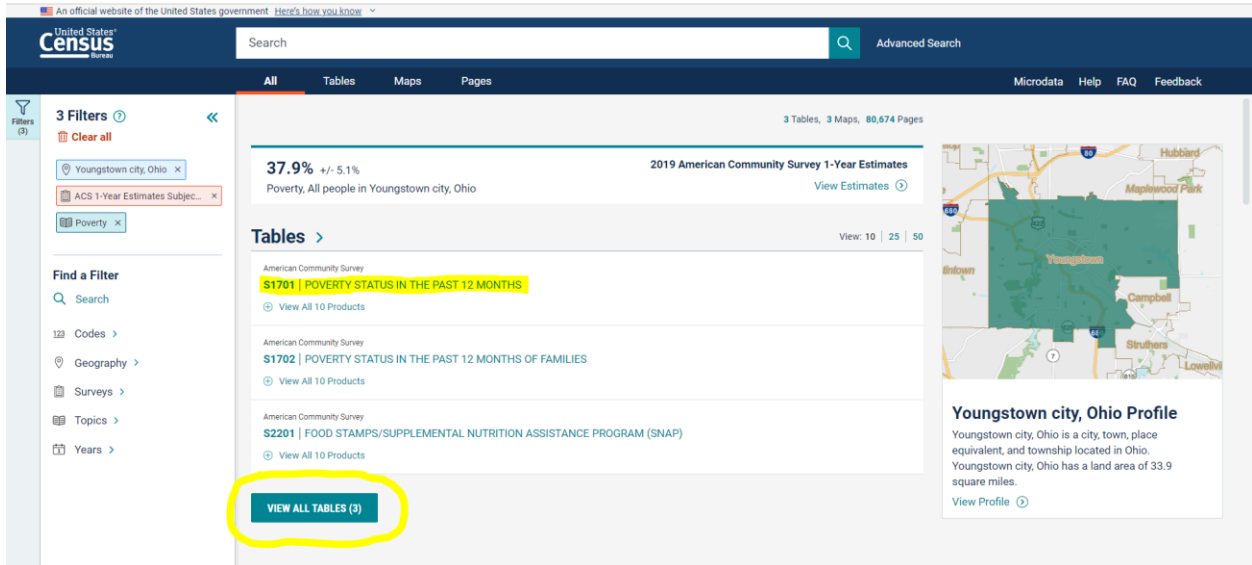 An official website of the United States government Here's how you know
United States®
Census
Bureau
Search
Advanced Search
All Tables Maps Pages
Microdata Help FAQ Feedback
Filters
(3)
3 Filters
Clear all
Youngstown city, Ohio ×
ACS 1-Year Estimates Subjec... ×
Poverty ×
Find a Filter
Search
123 Codes >
Geography >
Surveys >
Topics >
Years >
3 Tables, 3 Maps, 80,674 Pages
37.9% +/- 5.1%
Poverty, All people in Youngstown city, Ohio
2019 American Community Survey 1-Year Estimates
View Estimates
Tables >
View: 10 | 25 | 50
American Community Survey
S1701 | POVERTY STATUS IN THE PAST 12 MONTHS
View All 10 Products
American Community Survey
S1702 | POVERTY STATUS IN THE PAST 12 MONTHS OF FAMILIES
View All 10 Products
American Community Survey
S2201 | FOOD STAMPS/SUPPLEMENTAL NUTRITION ASSISTANCE PROGRAM (SNAP)
View All 10 Products
VIEW ALL TABLES (3)
80
Hubbard
Maplewood Park
680
422
Youngstown
tintown
Campbell
Struthers
7
616
Lowellvi
Youngstown city, Ohio Profile
Youngstown city, Ohio is a city, town, place
equivalent, and township located in Ohio.
Youngstown city, Ohio has a land area of 33.9
square miles.
View Profile